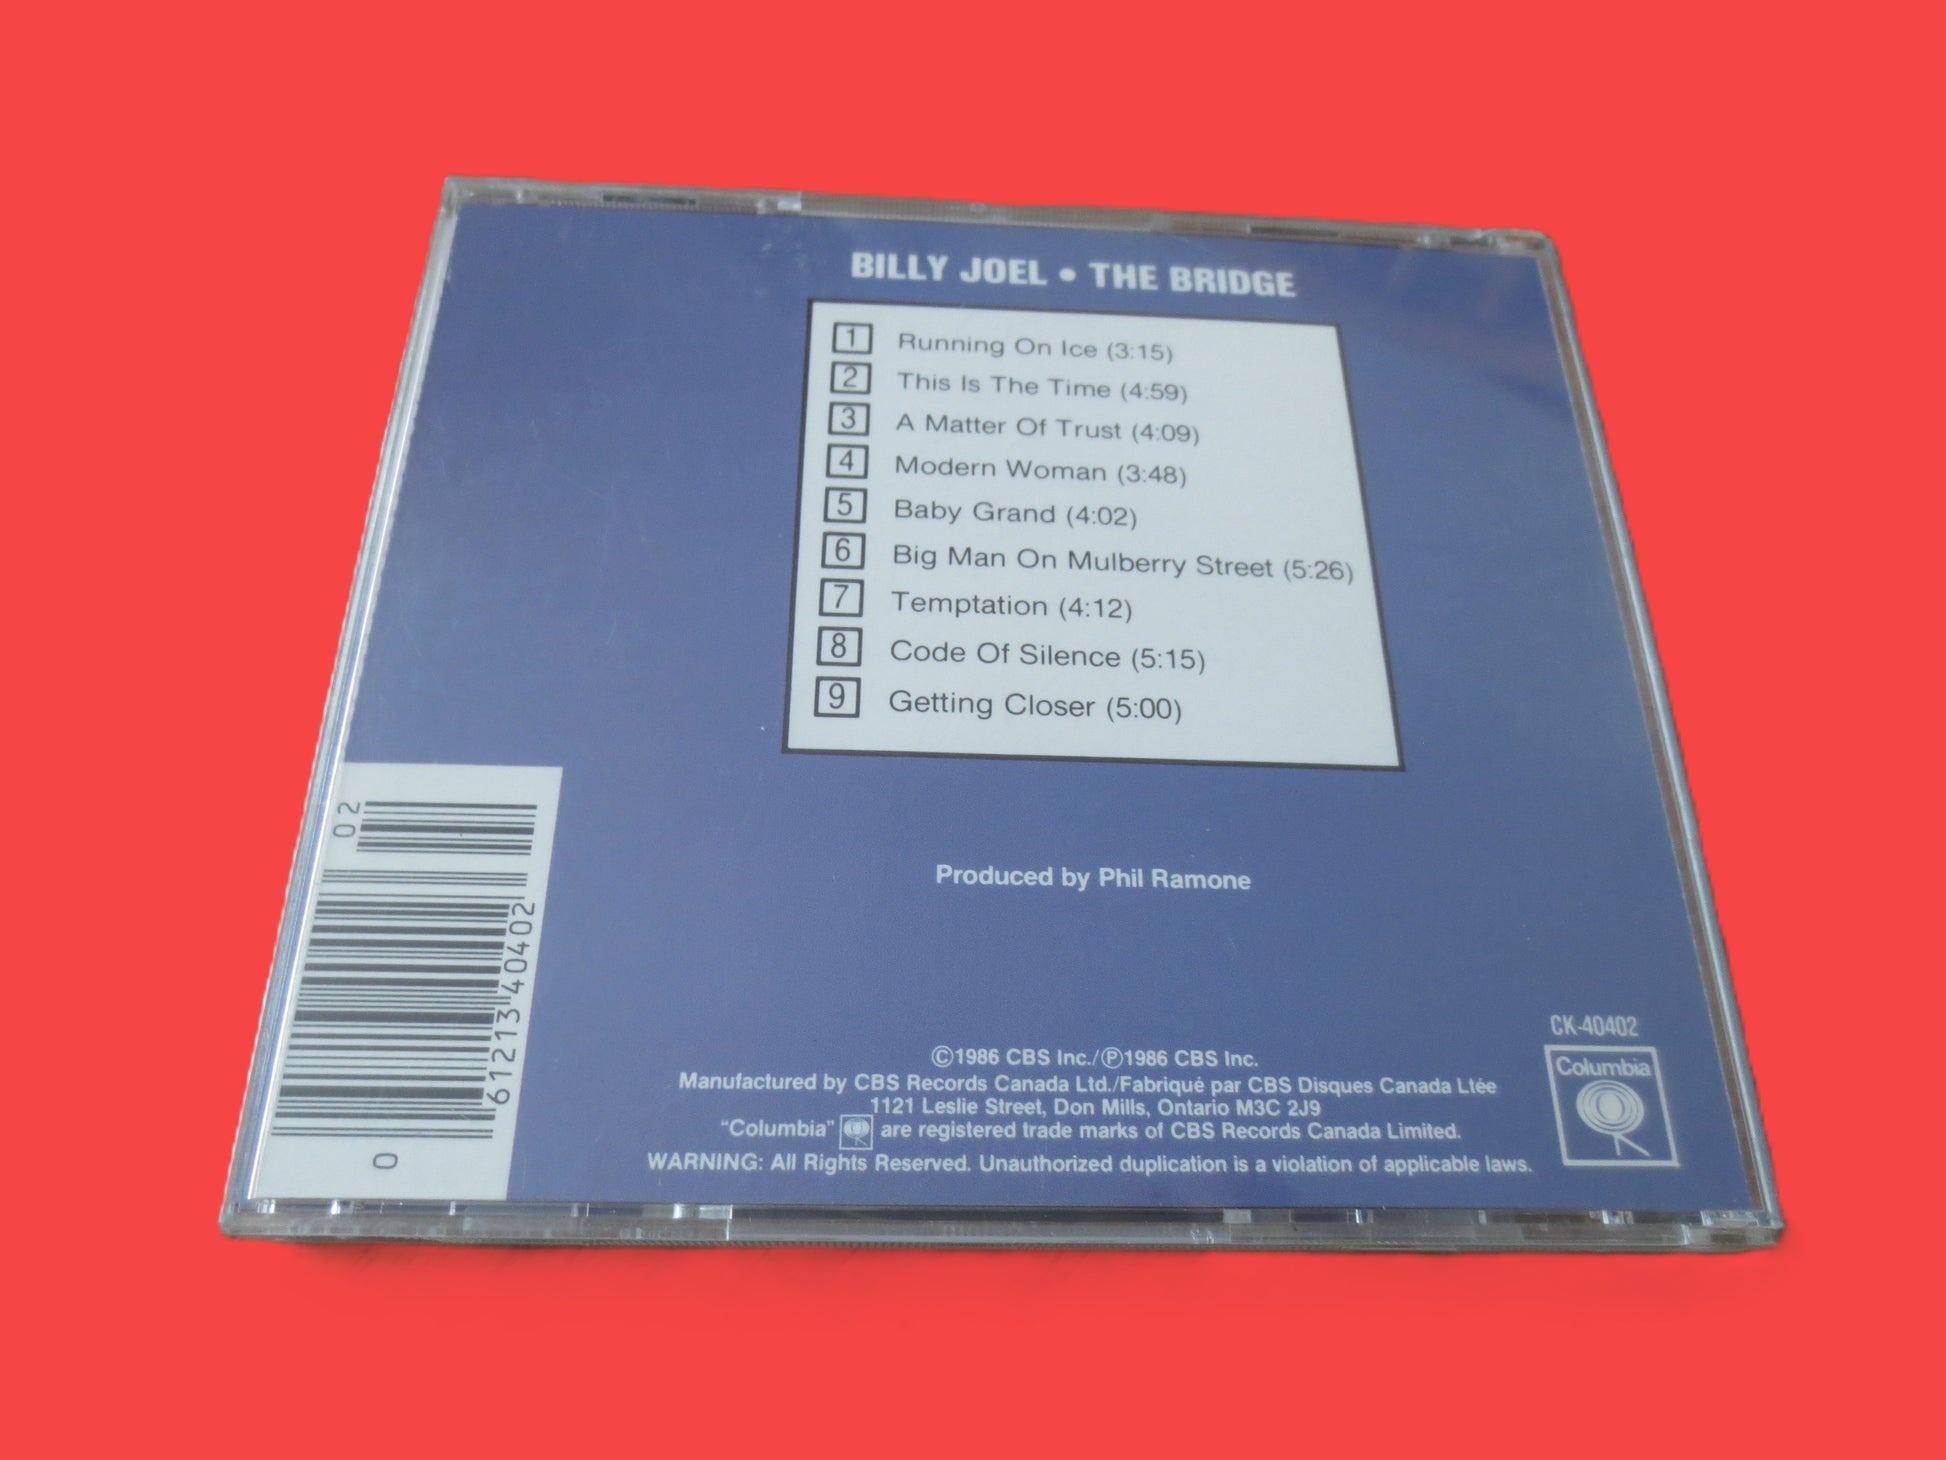 BILLY JOEL • THE BRIDGE
1 Running On Ice (3:15)
2 This Is The Time (4:59)
3 A Matter Of Trust (4:09)
4 Modern Woman (3:48)
5 Baby Grand (4:02)
6 Big Man On Mulberry Street (5:26)
7 Temptation (4:12)
8 Code Of Silence (5:15)
9 Getting Closer (5:00)
Produced by Phil Ramone
02
61213 40402
0
CK-40402
Columbia
©1986 CBS Inc./Ⓟ1986 CBS Inc.
Manufactured by CBS Records Canada Ltd./Fabriqué par CBS Disques Canada Ltée
1121 Leslie Street, Don Mills, Ontario M3C 2J9
"Columbia" are registered trade marks of CBS Records Canada Limited.
WARNING: All Rights Reserved. Unauthorized duplication is a violation of applicable laws.